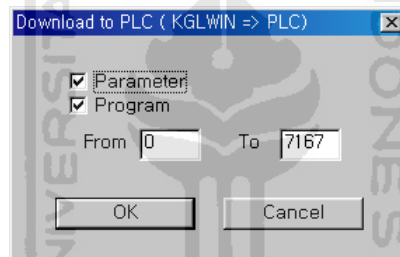 Download to PLC ( KGLWIN => PLC)
Parameter
Program
From 0 To 7167
OK Cancel